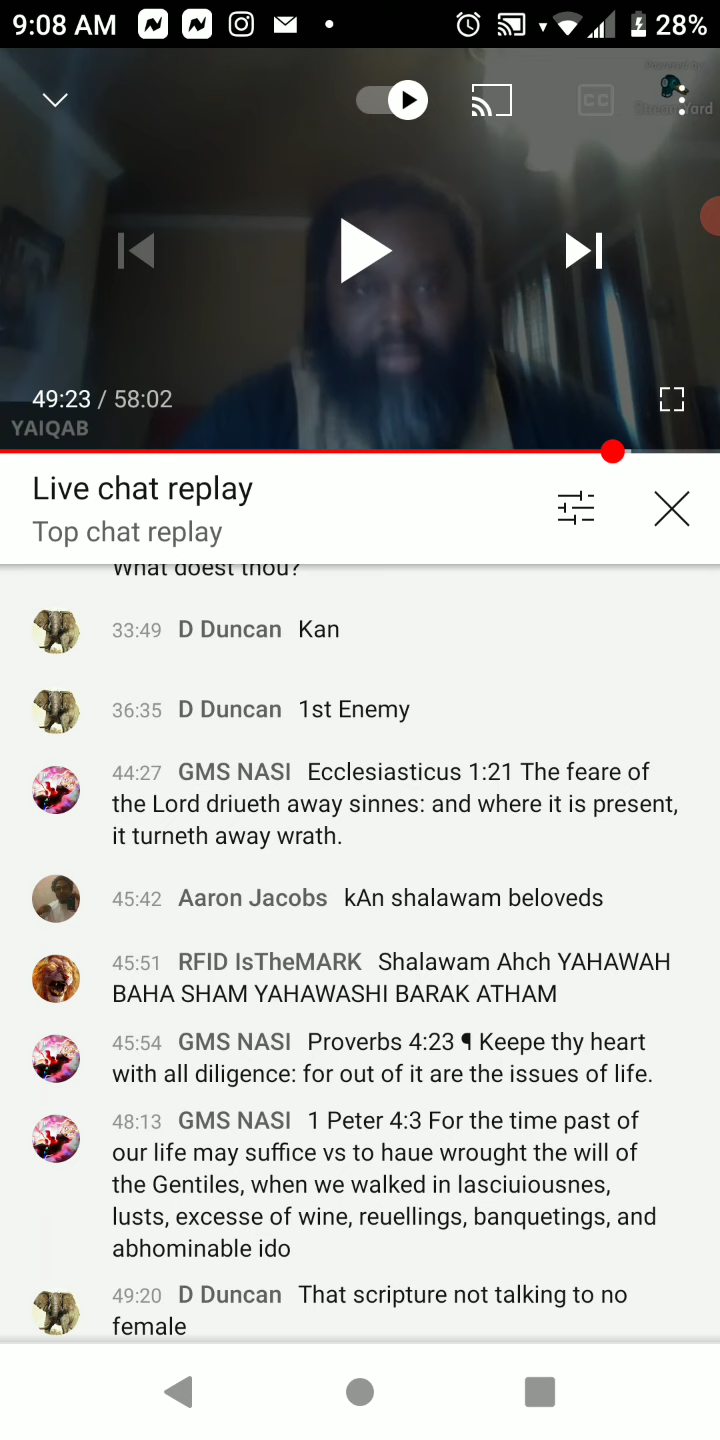 9:08 AM
28%
CC
49:23 / 58:02
YAIQAB
Live chat replay
Top chat replay
What doest thou?
33:49 D Duncan Kan
36:35 D Duncan 1st Enemy
44:27 GMS NASI Ecclesiasticus 1:21 The feare of
the Lord driueth away sinnes: and where it is present,
it turneth away wrath.
45:42 Aaron Jacobs kAn shalawam beloveds
45:51 RFID IsTheMARK Shalawam Ahch YAHAWAH
BAHA SHAM YAHAWASHI BARAK ATHAM
45:54 GMS NASI Proverbs 4:23 ¶ Keepe thy heart
with all diligence: for out of it are the issues of life.
48:13 GMS NASI 1 Peter 4:3 For the time past of
our life may suffice vs to haue wrought the will of
the Gentiles, when we walked in lasciuiousnes,
lusts, excesse of wine, reuellings, banquetings, and
abhominable ido
49:20 D Duncan That scripture not talking to no
female